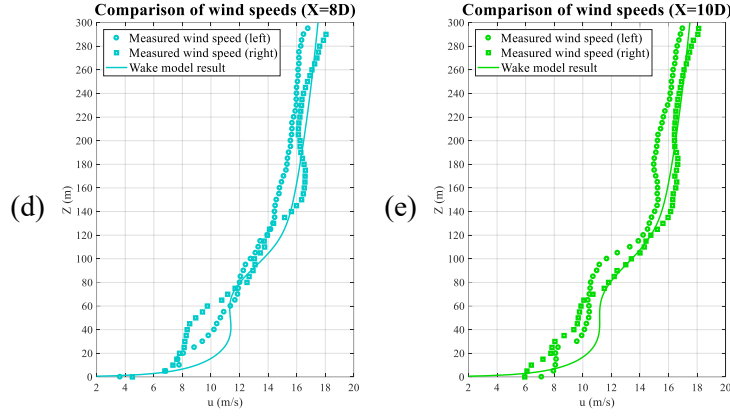 Comparison of wind speeds (X=8D)
300
280
260
240
220
200
180
160
140
120
100
80
60
40
20
0
Z (m)
Measured wind speed (left)
Measured wind speed (right)
Wake model result
2 4 6 8 10 12 14 16 18 20
u (m/s)
(d)
Comparison of wind speeds (X=10D)
300
280
260
240
220
200
180
160
140
120
100
80
60
40
20
0
Z (m)
Measured wind speed (left)
Measured wind speed (right)
Wake model result
2 4 6 8 10 12 14 16 18 20
u (m/s)
(e)